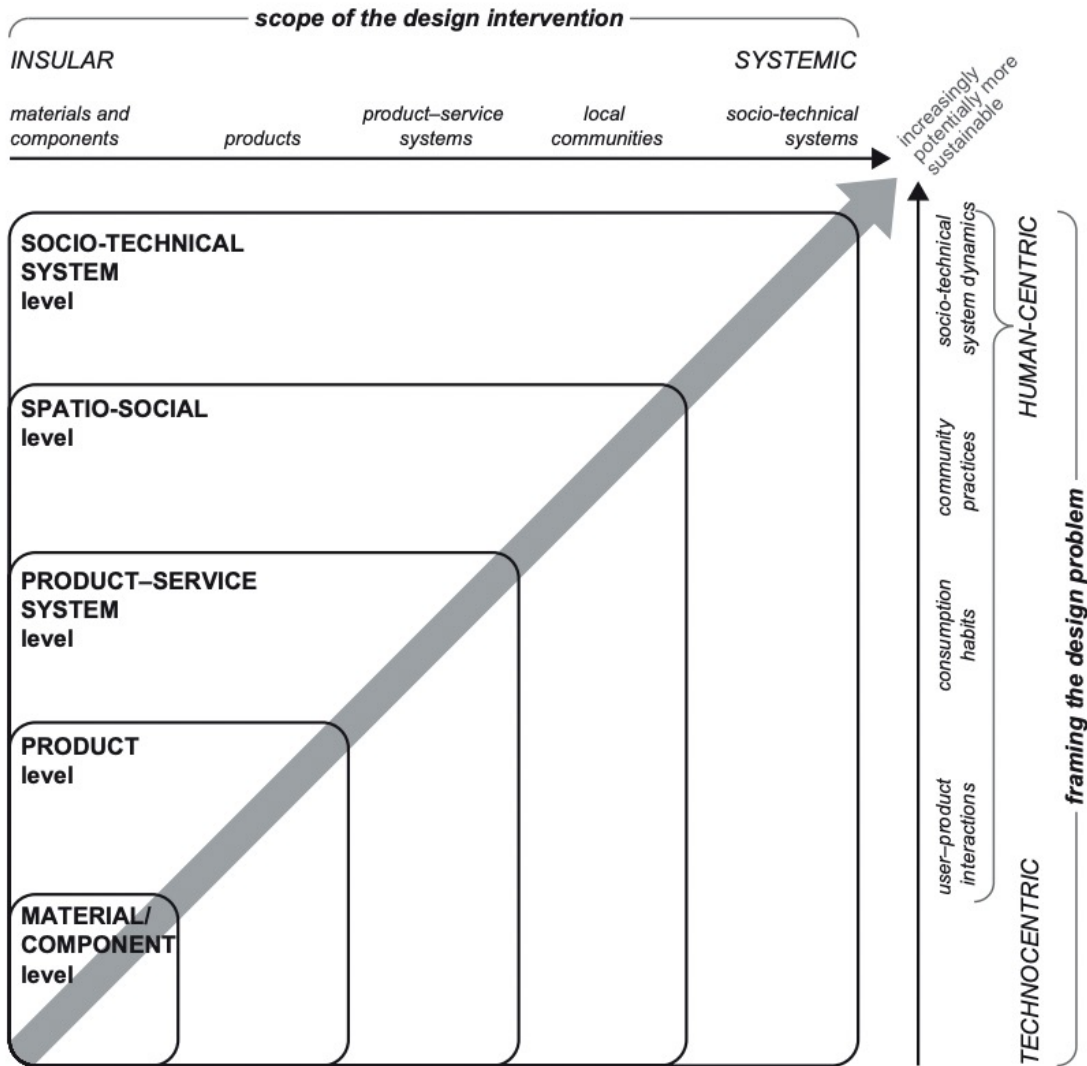 scope of the design intervention
INSULAR
SYSTEMIC
materials and
components
products
product–service
systems
local
communities
socio-technical
systems
increasingly
potentially more
sustainable
SOCIO-TECHNICAL
SYSTEM
level
SPATIO-SOCIAL
level
PRODUCT–SERVICE
SYSTEM
level
PRODUCT
level
MATERIAL/
COMPONENT
level
socio-technical
system dynamics
community
practices
consumption
habits
user–product
interactions
HUMAN-CENTRIC
TECHNOCENTRIC
framing the design problem